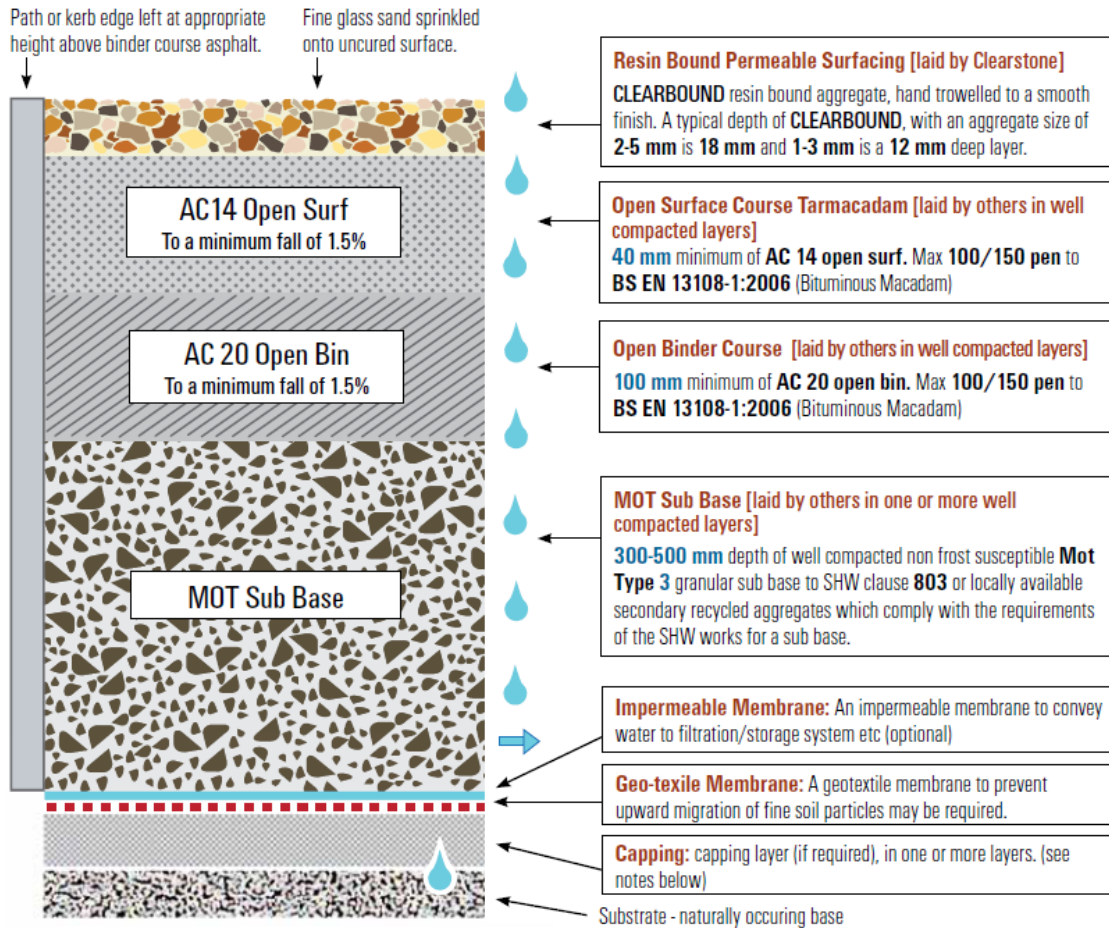 Path or kerb edge left at appropriate
height above binder course asphalt.
Fine glass sand sprinkled
onto uncured surface.
Resin Bound Permeable Surfacing [laid by Clearstone]
CLEARBOUND resin bound aggregate, hand trowelled to a smooth
finish. A typical depth of CLEARBOUND, with an aggregate size of
2-5 mm is 18 mm and 1-3 mm is a 12 mm deep layer.
AC14 Open Surf
To a minimum fall of 1.5%
Open Surface Course Tarmacadam [laid by others in well
compacted layers]
40 mm minimum of AC 14 open surf. Max 100/150 pen to
BS EN 13108-1:2006 (Bituminous Macadam)
AC 20 Open Bin
To a minimum fall of 1.5%
Open Binder Course [laid by others in well compacted layers]
100 mm minimum of AC 20 open bin. Max 100/150 pen to
BS EN 13108-1:2006 (Bituminous Macadam)
MOT Sub Base
MOT Sub Base [laid by others in one or more well
compacted layers]
300-500 mm depth of well compacted non frost susceptible Mot
Type 3 granular sub base to SHW clause 803 or locally available
secondary recycled aggregates which comply with the requirements
of the SHW works for a sub base.
Impermeable Membrane: An impermeable membrane to convey
water to filtration/storage system etc (optional)
Geo-texile Membrane: A geotextile membrane to prevent
upward migration of fine soil particles may be required.
Capping: capping layer (if required), in one or more layers. (see
notes below)
Substrate - naturally occuring base